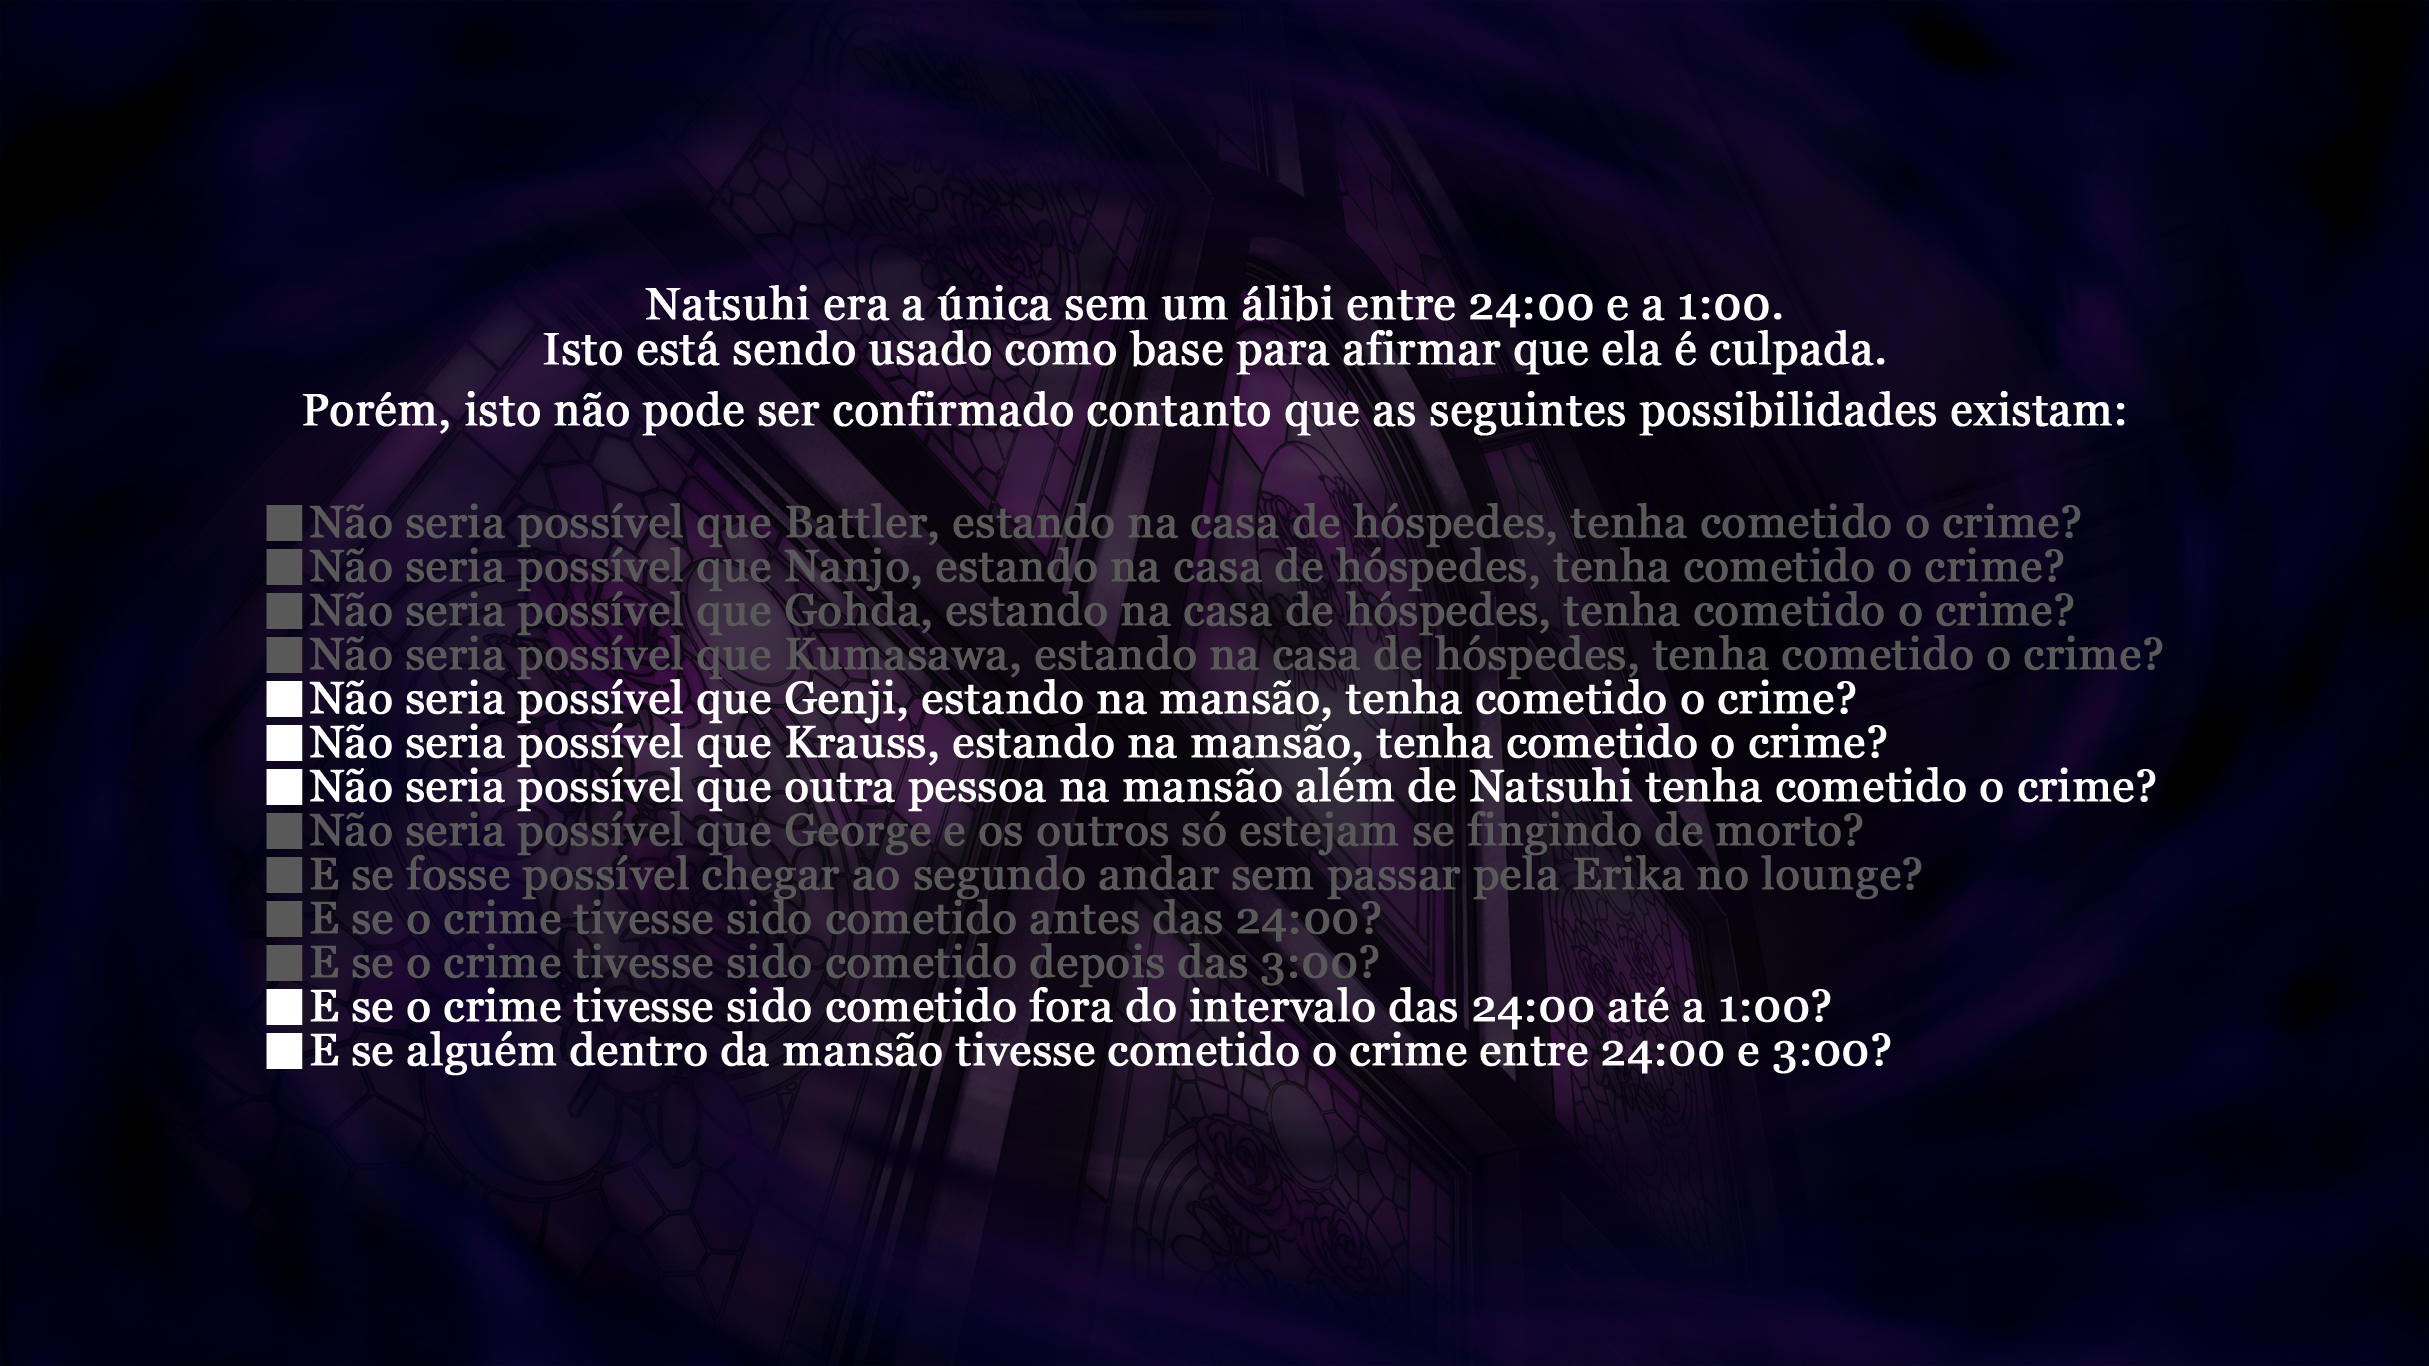 Natsuhi era a única sem um álibi entre 24:00 e a 1:00.
Isto está sendo usado como base para afirmar que ela é culpada.
Porém, isto não pode ser confirmado contanto que as seguintes possibilidades existam:
■Não seria possível que Battler, estando na casa de hóspedes, tenha cometido o crime?
■Não seria possível que Nanjo, estando na casa de hóspedes, tenha cometido o crime?
■Não seria possível que Gohda, estando na casa de hóspedes, tenha cometido o crime?
■Não seria possível que Kumasawa, estando na casa de hóspedes, tenha cometido o crime?
■Não seria possível que Genji, estando na mansão, tenha cometido o crime?
■Não seria possível que Krauss, estando na mansão, tenha cometido o crime?
■Não seria possível que outra pessoa na mansão além de Natsuhi tenha cometido o crime?
■Não seria possível que George e os outros só estejam se fingindo de morto?
■E se fosse possível chegar ao segundo andar sem passar pela Erika no lounge?
■E se o crime tivesse sido cometido antes das 24:00?
■E se o crime tivesse sido cometido depois das 3:00?
■E se o crime tivesse sido cometido fora do intervalo das 24:00 até a 1:00?
■E se alguém dentro da mansão tivesse cometido o crime entre 24:00 e 3:00?